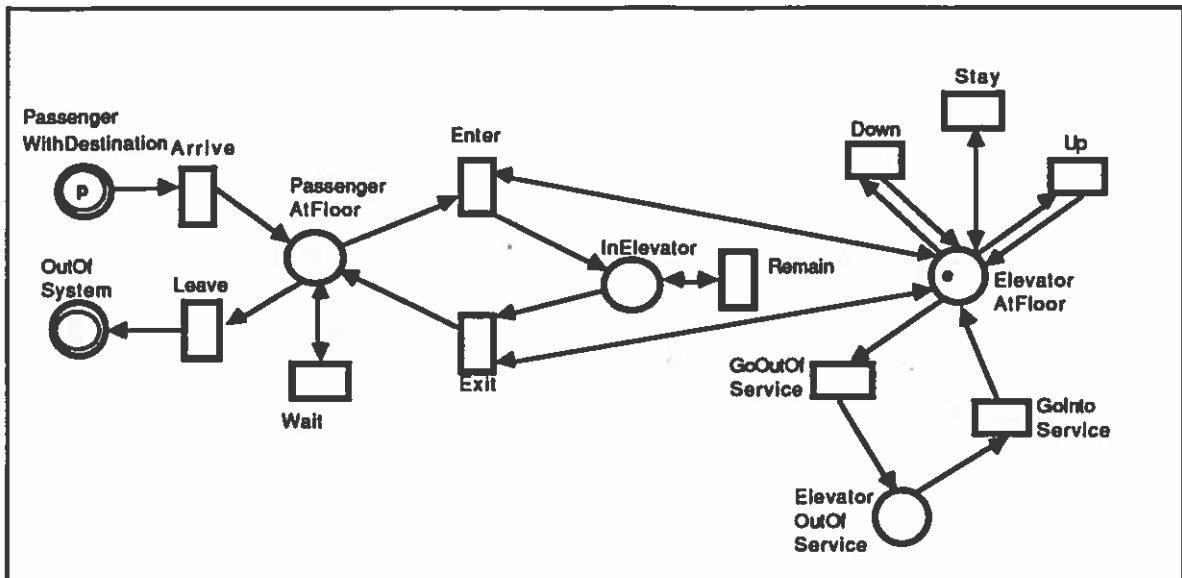 Passenger
WithDestination
Arrive
p
OutOf
System
Leave
Passenger
AtFloor
Wait
Enter
Exit
InElevator
Remain
Stay
Down
Up
Elevator
AtFloor
GoOutOf
Service
GoInto
Service
Elevator
OutOf
Service